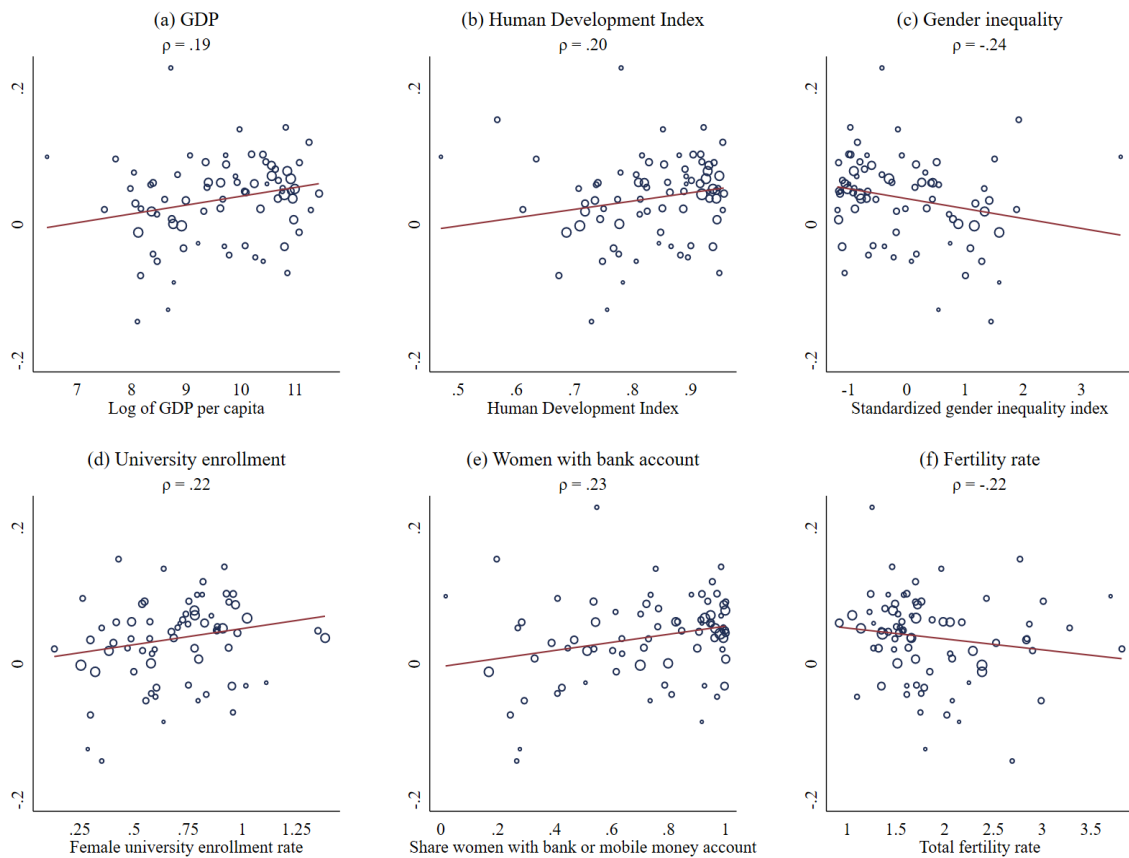 (a) GDP
ρ = .19
.2
0
-.2
7 8 9 10 11
Log of GDP per capita
(b) Human Development Index
ρ = .20
.2
0
-.2
.5 .6 .7 .8 .9
Human Development Index
(c) Gender inequality
ρ = -.24
.2
0
-.2
-1 0 1 2 3
Standardized gender inequality index
(d) University enrollment
ρ = .22
.2
0
-.2
.25 .5 .75 1 1.25
Female university enrollment rate
(e) Women with bank account
ρ = .23
.2
0
-.2
0 .2 .4 .6 .8 1
Share women with bank or mobile money account
(f) Fertility rate
ρ = -.22
.2
0
-.2
1 1.5 2 2.5 3 3.5
Total fertility rate